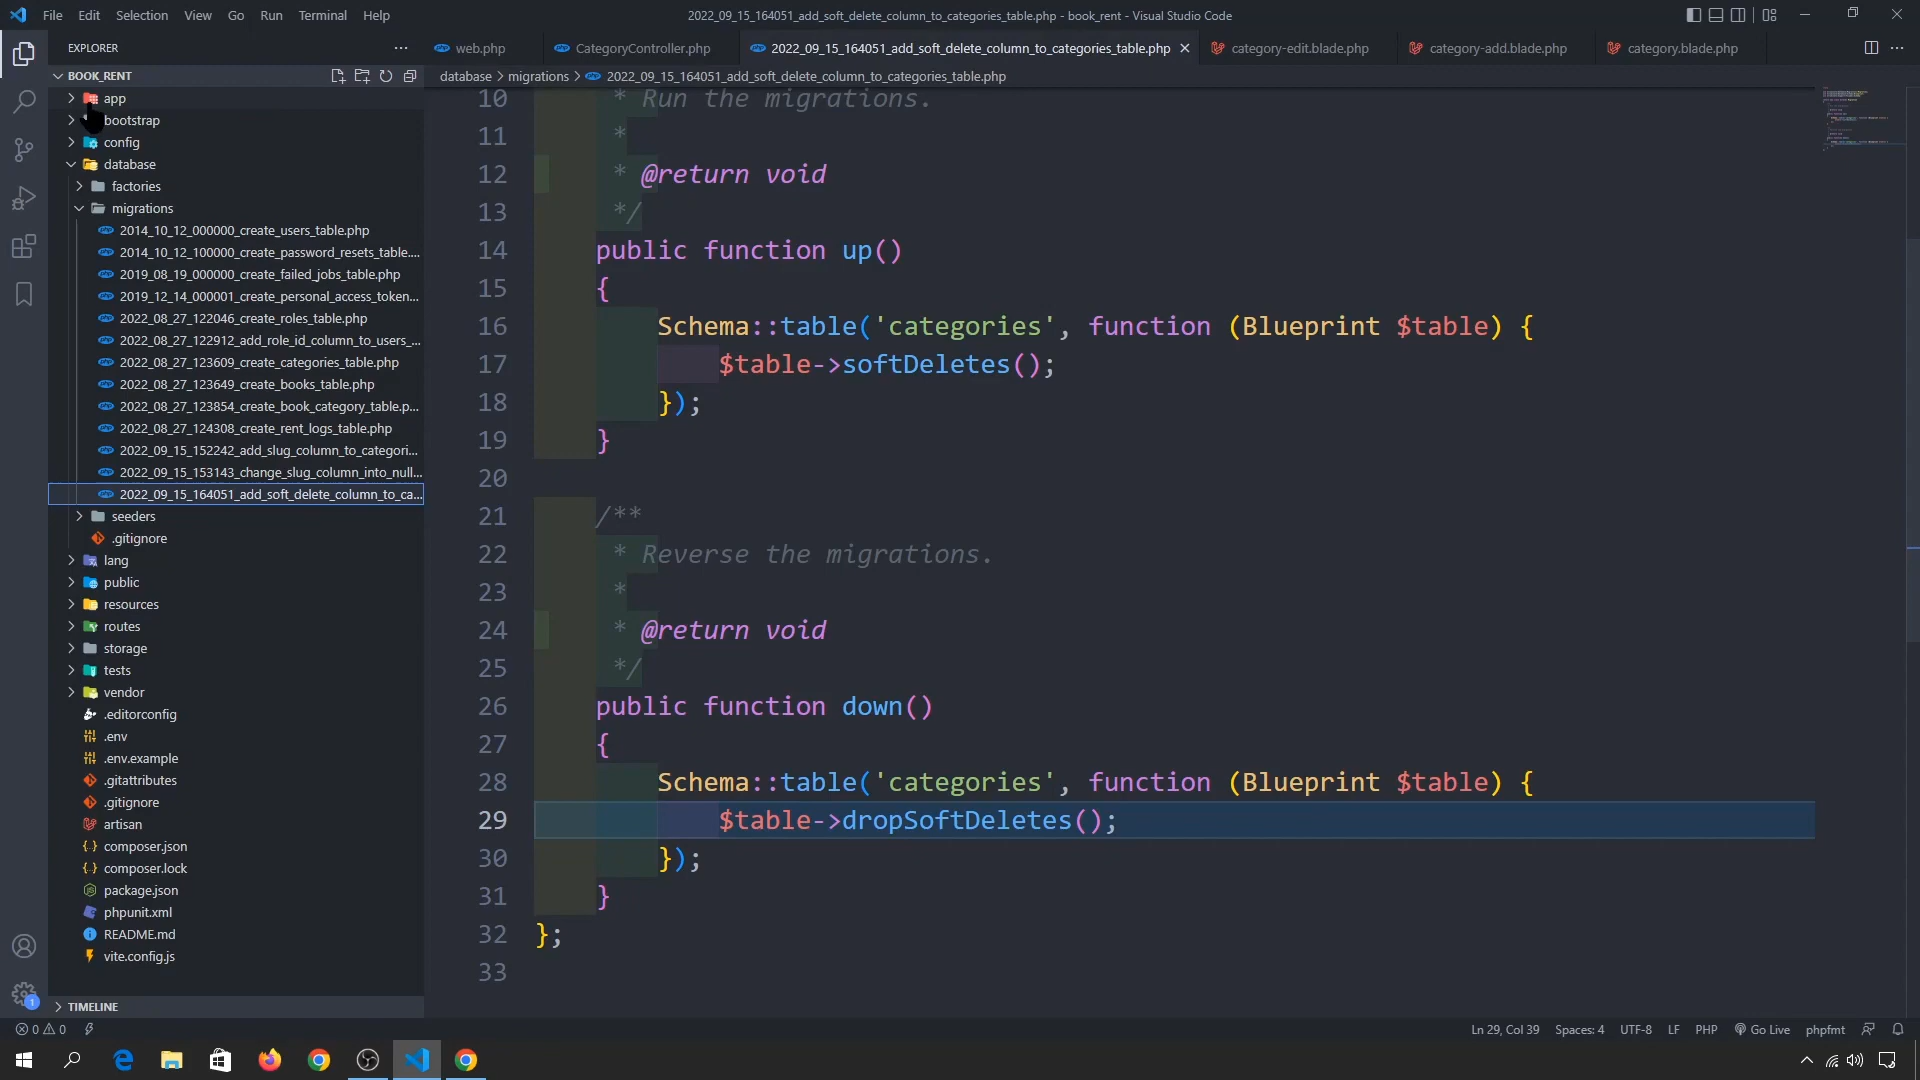 File Edit Selection View Go Run Terminal Help
2022_09_15_164051_add_soft_delete_column_to_categories_table.php - book_rent - Visual Studio Code
EXPLORER
web.php
CategoryController.php
2022_09_15_164051_add_soft_delete_column_to_categories_table.php
category-edit.blade.php
category-add.blade.php
category.blade.php
BOOK_RENT
database > migrations > 2022_09_15_164051_add_soft_delete_column_to_categories_table.php
app
bootstrap
config
database
factories
migrations
2014_10_12_000000_create_users_table.php
2014_10_12_100000_create_password_resets_table....
2019_08_19_000000_create_failed_jobs_table.php
2019_12_14_000001_create_personal_access_token...
2022_08_27_122046_create_roles_table.php
2022_08_27_122912_add_role_id_column_to_users_...
2022_08_27_123609_create_categories_table.php
2022_08_27_123649_create_books_table.php
2022_08_27_123854_create_book_category_table.p...
2022_08_27_124308_create_rent_logs_table.php
2022_09_15_152242_add_slug_column_to_categori...
2022_09_15_153143_change_slug_column_into_null...
2022_09_15_164051_add_soft_delete_column_to_ca...
seeders
.gitignore
lang
public
resources
routes
storage
tests
vendor
.editorconfig
.env
.env.example
.gitattributes
.gitignore
artisan
composer.json
composer.lock
package.json
phpunit.xml
README.md
vite.config.js
TIMELINE
10 * Run the migrations.
11 *
12 * @return void
13 */
14 public function up()
15 {
16 Schema::table('categories', function (Blueprint $table) {
17 $table->softDeletes();
18 });
19 }
20
21 /**
22 * Reverse the migrations.
23 *
24 * @return void
25 */
26 public function down()
27 {
28 Schema::table('categories', function (Blueprint $table) {
29 $table->dropSoftDeletes();
30 });
31 }
32 };
33
1
0 0 Ln 29, Col 39 Spaces: 4 UTF-8 LF PHP Go Live phpfmt